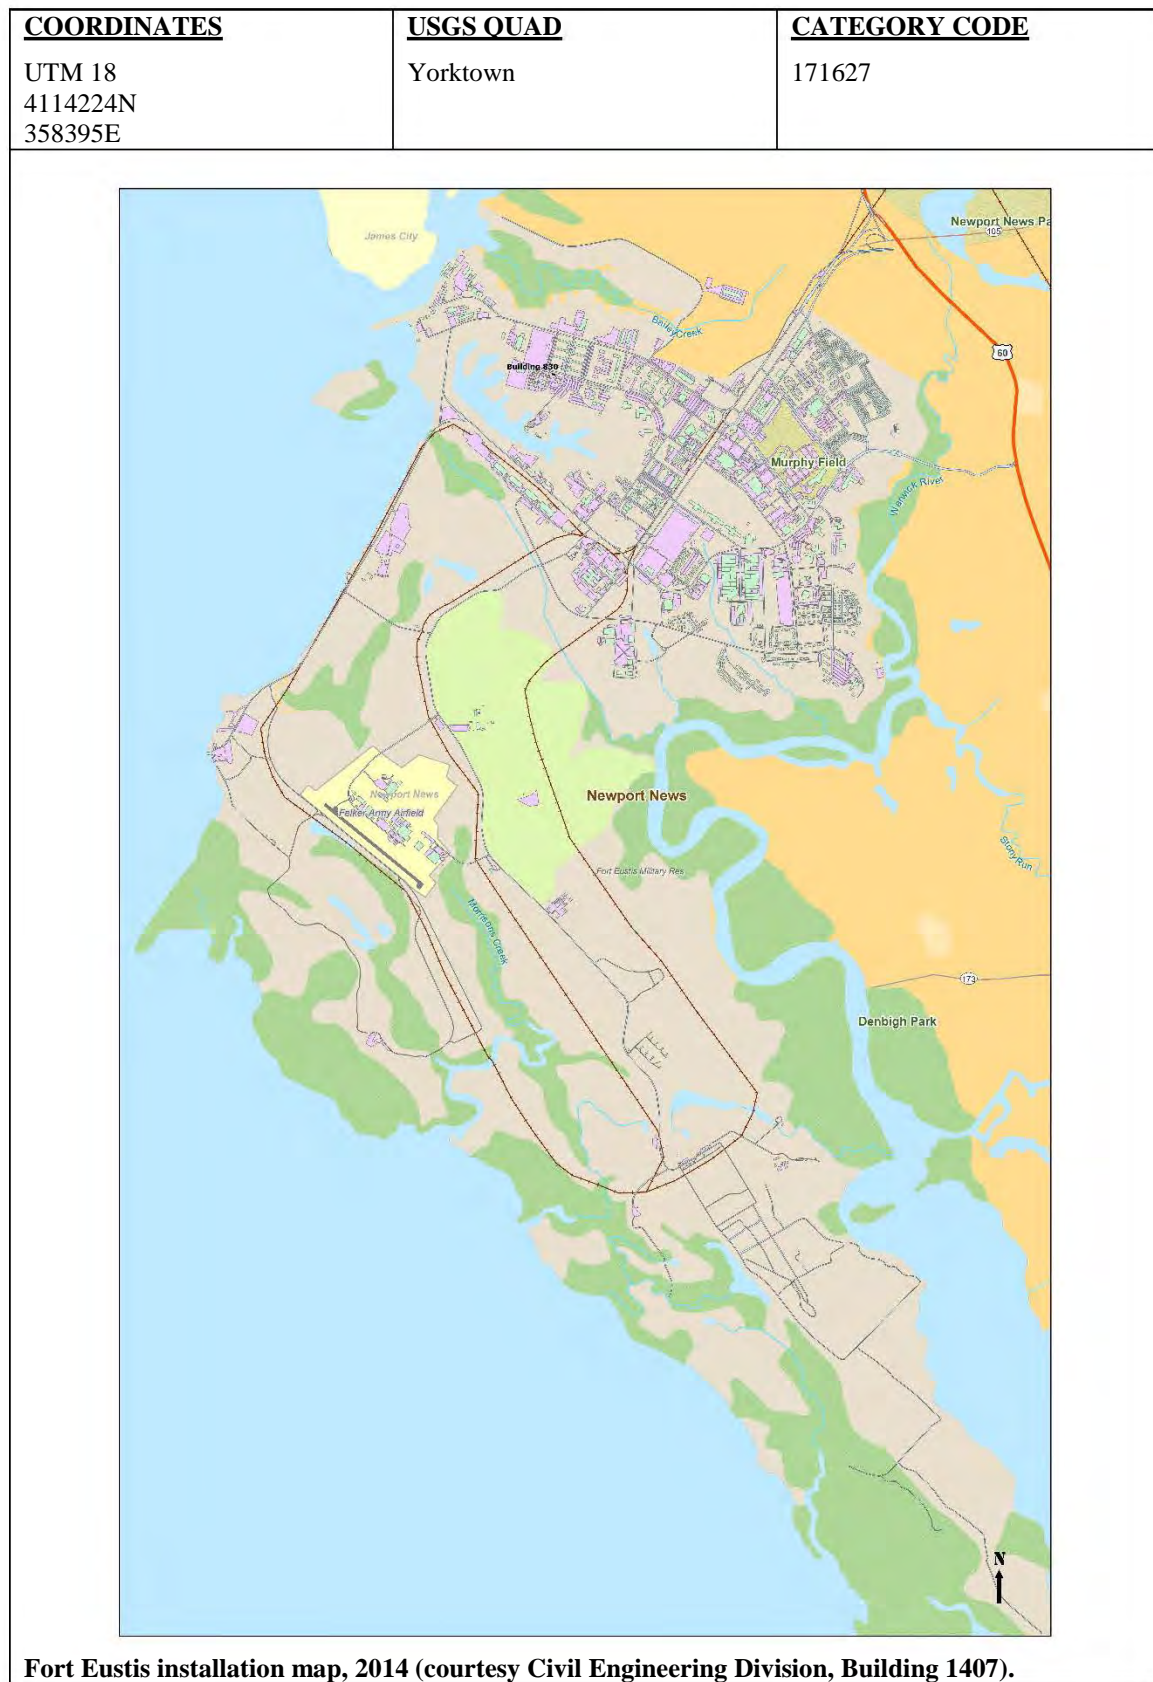 COORDINATES
UTM 18
4114224N
358395E
USGS QUAD
Yorktown
CATEGORY CODE
171627
James City
Newport News Pa
105
Bailey Creek
60
Building 830
Murphy Field
Warwick River
Newport News
Newport News
Felker Army Airfield
Stony Run
Fort Eustis Military Res
Morrisons Creek
173
Denbigh Park
N
Fort Eustis installation map, 2014 (courtesy Civil Engineering Division, Building 1407).